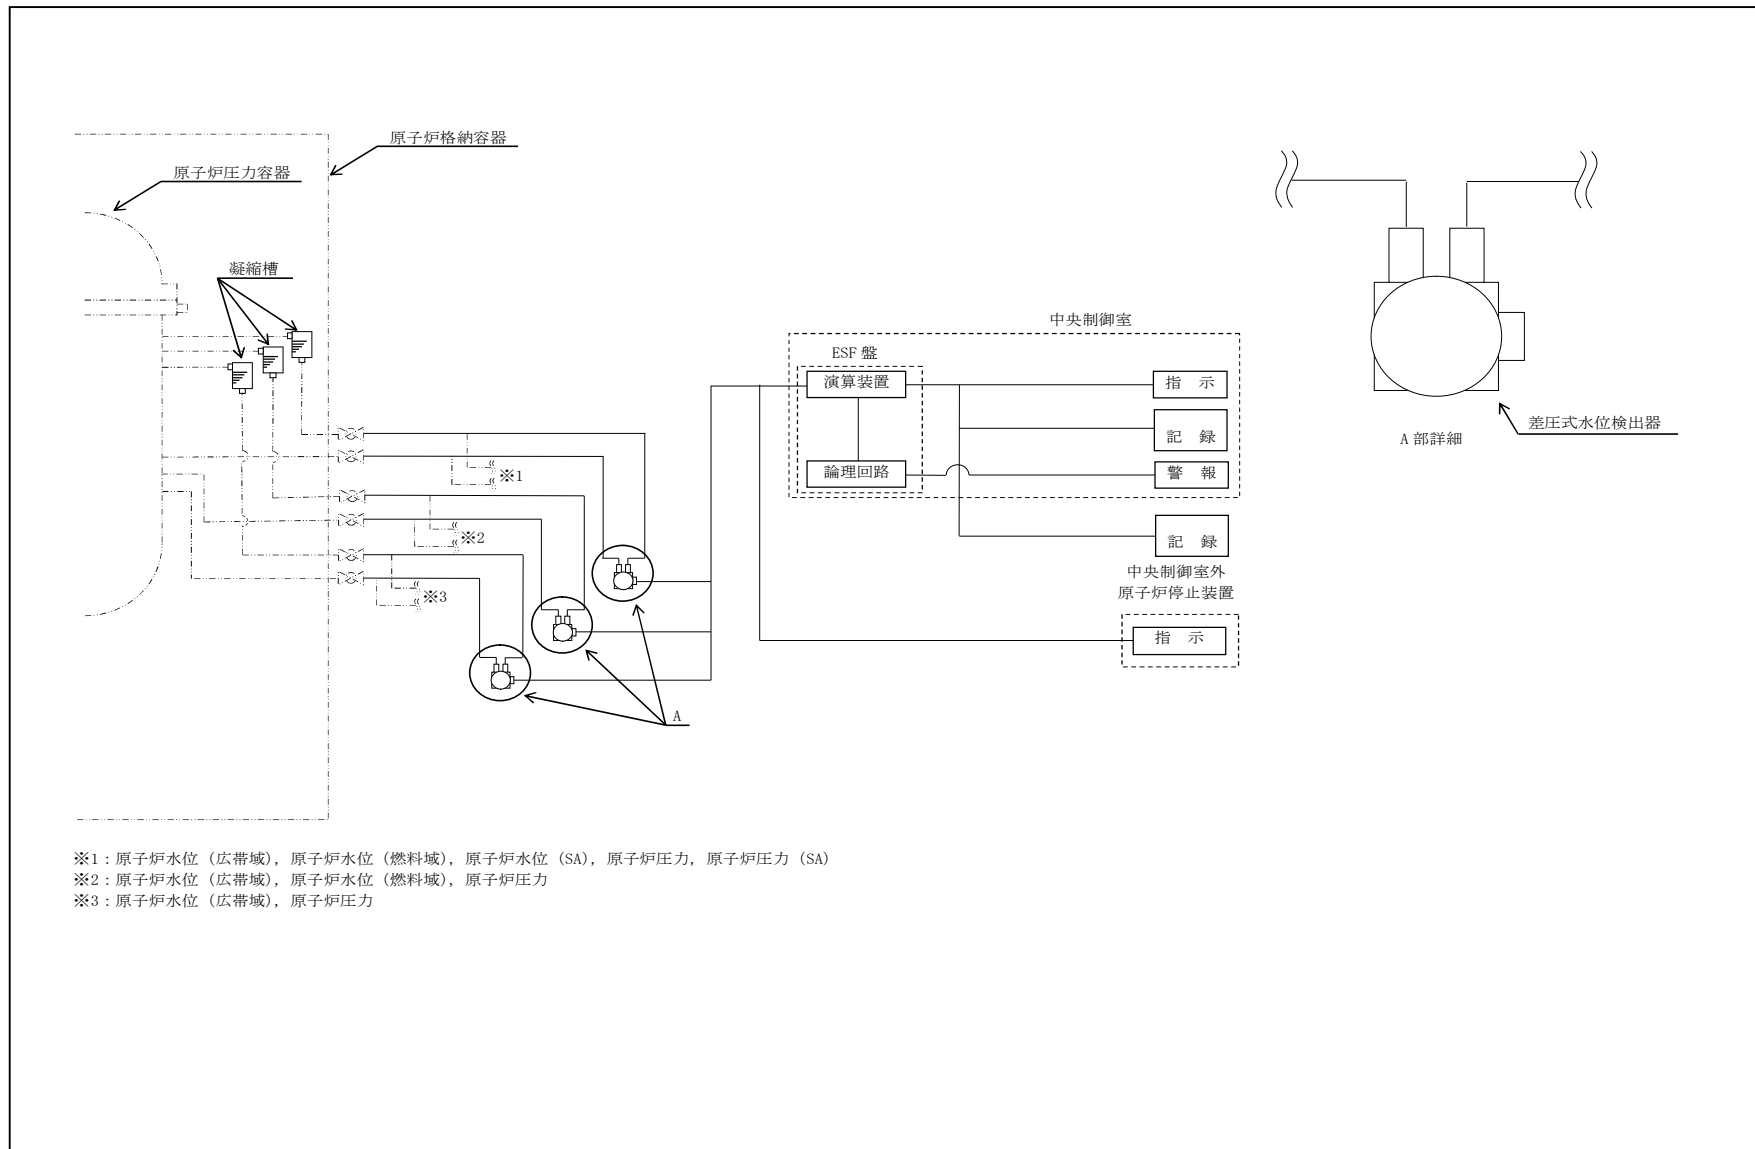 原子炉格納容器
原子炉圧力容器
凝縮槽
中央制御室
ESF 盤
演算装置
指 示
記 録
論理回路
警 報
記 録
中央制御室外
原子炉停止装置
指 示
※1
※2
※3
A
差圧式水位検出器
A 部詳細
※1：原子炉水位（広帯域），原子炉水位（燃料域），原子炉水位（SA），原子炉圧力，原子炉圧力（SA）
※2：原子炉水位（広帯域），原子炉水位（燃料域），原子炉圧力
※3：原子炉水位（広帯域），原子炉圧力